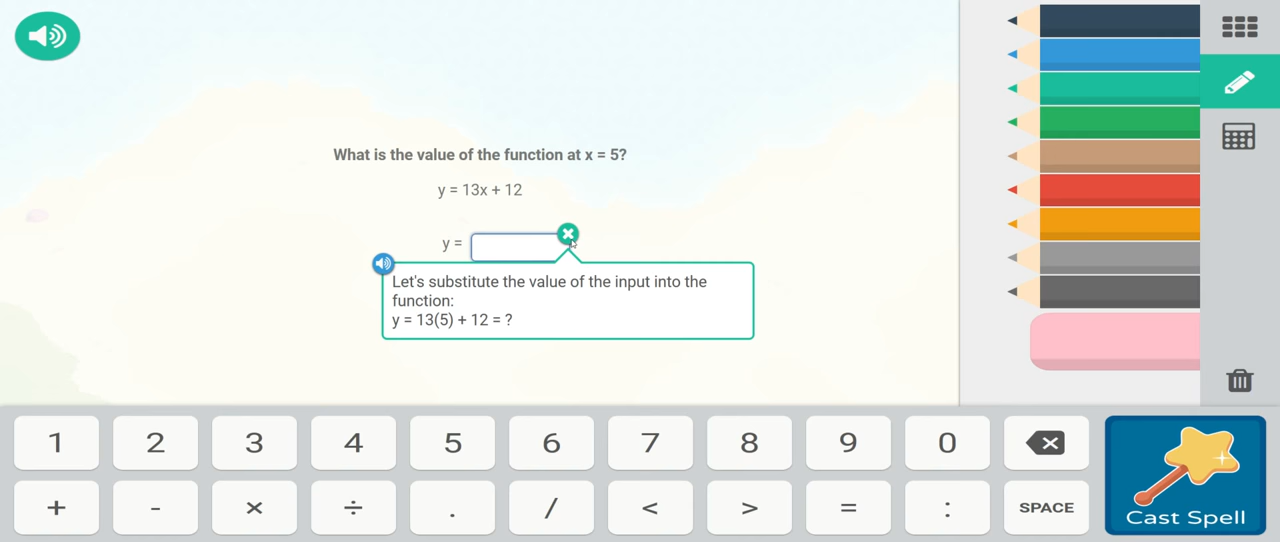 What is the value of the function at x = 5?
y = 13x + 12
y =
Let's substitute the value of the input into the
function:
y = 13(5) + 12 = ?
1 2 3 4 5 6 7 8 9 0
+ - × ÷ . / < > = : SPACE
Cast Spell